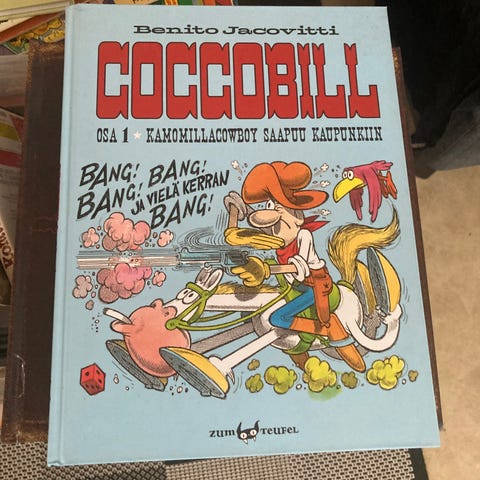 Benito Jacovitti
COCCOBILL
OSA 1 ★ KAMOMILLACOWBOY SAAPUU KAUPUNKIIN
BANG!
BANG! BANG!
JA VIELÄ KERRAN
BANG!
ZUM TEUFEL